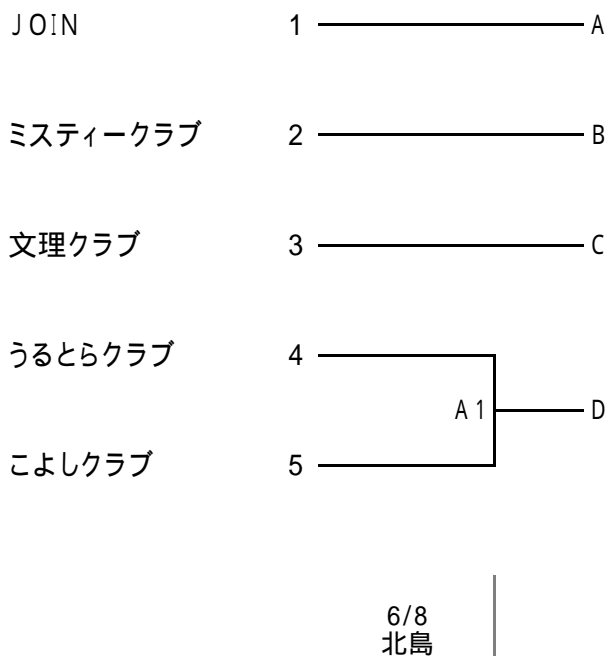 JOIN 1 A
ミスティークラブ 2 B
文理クラブ 3 C
うるとらクラブ 4
A1 D
こよしクラブ 5
6/8
北島